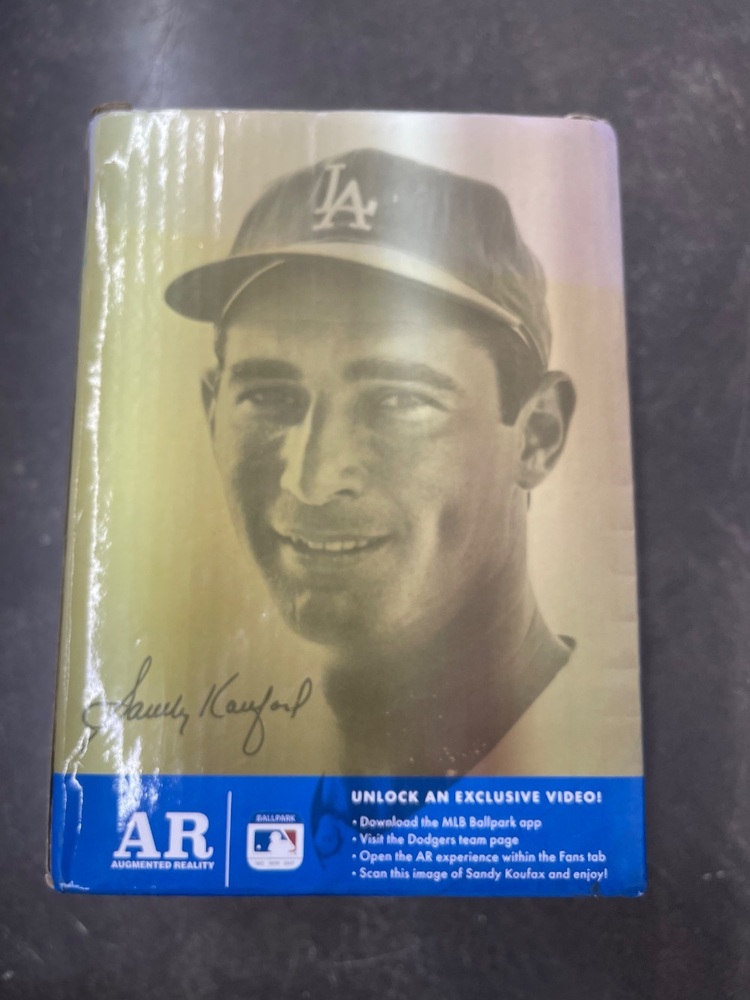 LA
Sandy Koufax
AR
AUGMENTED REALITY
BALLPARK
UNLOCK AN EXCLUSIVE VIDEO!
• Download the MLB Ballpark app
• Visit the Dodgers team page
• Open the AR experience within the Fans tab
• Scan this image of Sandy Koufax and enjoy!